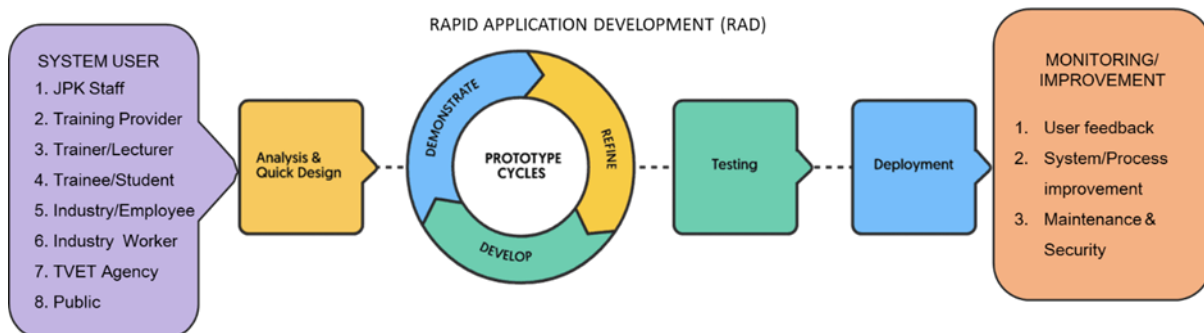 RAPID APPLICATION DEVELOPMENT (RAD)
SYSTEM USER
1. JPK Staff
2. Training Provider
3. Trainer/Lecturer
4. Trainee/Student
5. Industry/Employee
6. Industry Worker
7. TVET Agency
8. Public
Analysis &
Quick Design
DEMONSTRATE
REFINE
DEVELOP
PROTOTYPE
CYCLES
Testing
Deployment
MONITORING/
IMPROVEMENT
1. User feedback
2. System/Process
improvement
3. Maintenance &
Security